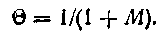 Θ = 1/(1 + M).